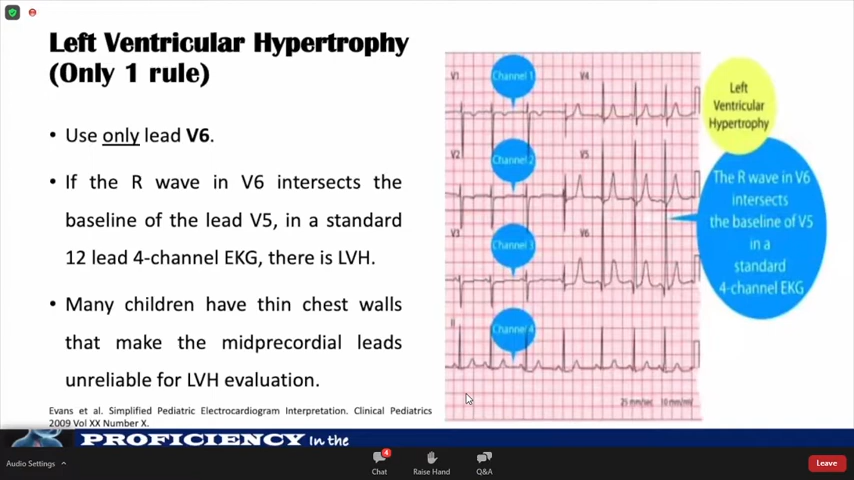 Left Ventricular Hypertrophy
(Only 1 rule)
• Use only lead V6.
• If the R wave in V6 intersects the
baseline of the lead V5, in a standard
12 lead 4-channel EKG, there is LVH.
• Many children have thin chest walls
that make the midprecordial leads
unreliable for LVH evaluation.
Evans et al. Simplified Pediatric Electrocardiogram Interpretation. Clinical Pediatrics
2009 Vol XX Number X.
V1
Channel 1
V4
V2
Channel 2
V5
V3
Channel 3
V6
II
Channel 4
25 mm/sec 10 mm/mV
Left
Ventricular
Hypertrophy
The R wave in V6
intersects
the baseline of V5
in a
standard
4-channel EKG
PROFICIENCY In the
Audio Settings
4
Chat
Raise Hand
Q&A
Leave